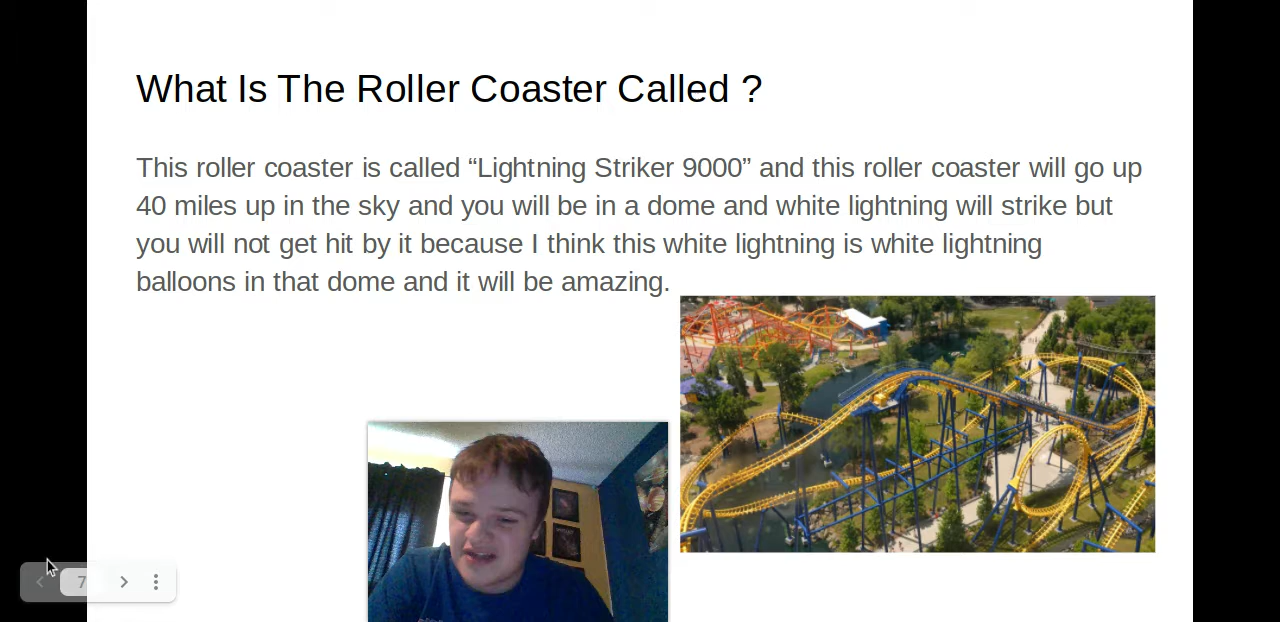 What Is The Roller Coaster Called ?
This roller coaster is called “Lightning Striker 9000” and this roller coaster will go up
40 miles up in the sky and you will be in a dome and white lightning will strike but
you will not get hit by it because I think this white lightning is white lightning
balloons in that dome and it will be amazing.
7